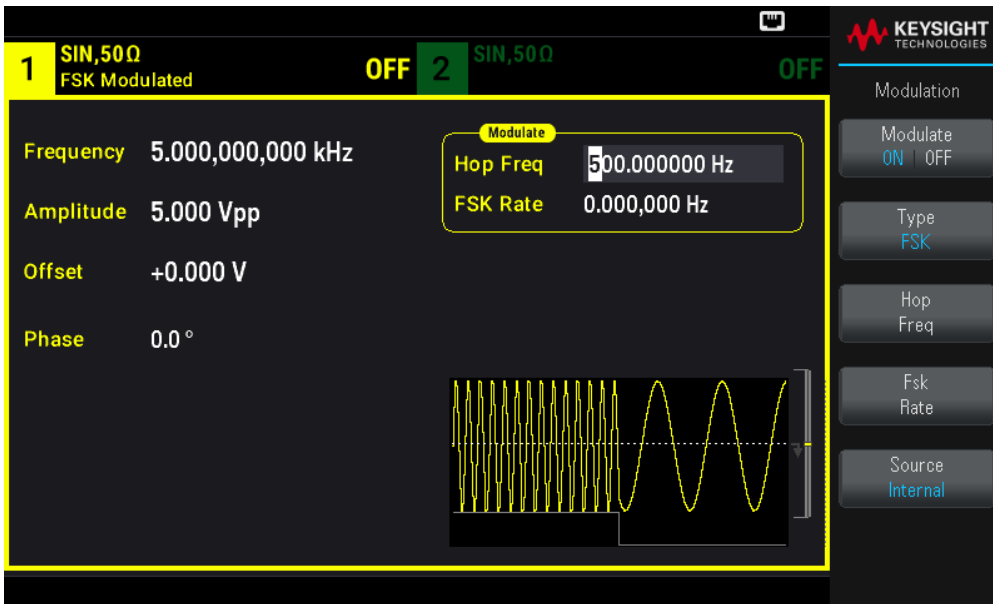 KEYSIGHT
TECHNOLOGIES
1 SIN,50Ω
FSK Modulated OFF
2 SIN,50Ω OFF
Frequency 5.000,000,000 kHz
Amplitude 5.000 Vpp
Offset +0.000 V
Phase 0.0 °
Modulate
Hop Freq 500.000000 Hz
FSK Rate 0.000,000 Hz
Modulation
Modulate
ON | OFF
Type
FSK
Hop
Freq
Fsk
Rate
Source
Internal